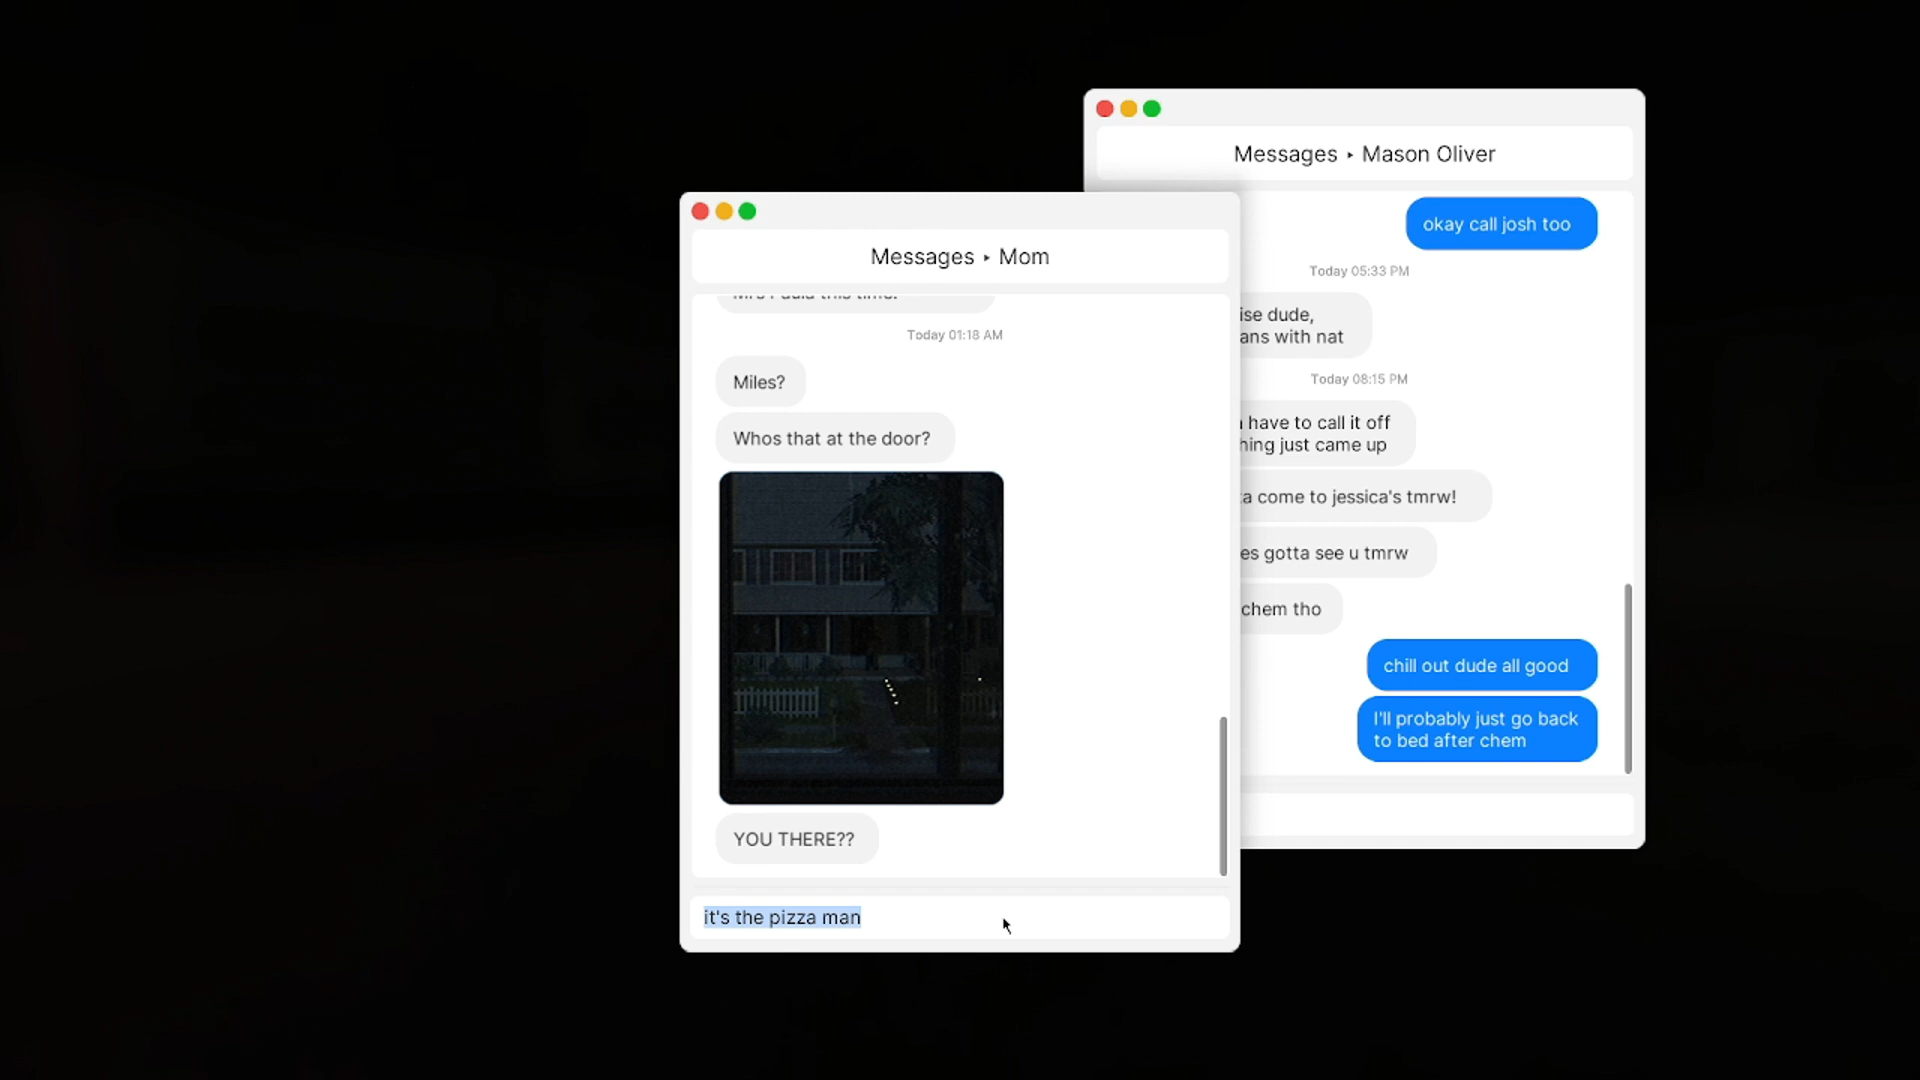 Messages ‣ Mason Oliver
okay call josh too
Today 05:33 PM
ise dude,
ans with nat
Today 08:15 PM
have to call it off
hing just came up
a come to jessica's tmrw!
es gotta see u tmrw
chem tho
chill out dude all good
I'll probably just go back
to bed after chem
Messages ‣ Mom
this time!
Today 01:18 AM
Miles?
Whos that at the door?
YOU THERE??
it's the pizza man